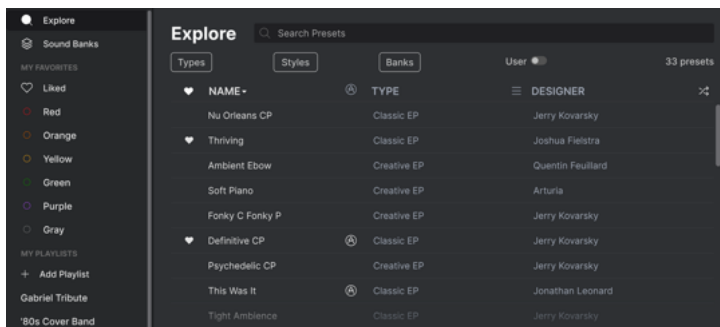 Explore
Sound Banks
MY FAVORITES
Liked
Red
Orange
Yellow
Green
Purple
Gray
MY PLAYLISTS
+ Add Playlist
Gabriel Tribute
'80s Cover Band
Explore Search Presets
Types Styles Banks User 33 presets
NAME TYPE DESIGNER
Nu Orleans CP Classic EP Jerry Kovarsky
Thriving Classic EP Joshua Fielstra
Ambient Ebow Creative EP Quentin Feuillard
Soft Piano Creative EP Arturia
Fonky C Fonky P Creative EP Jerry Kovarsky
Definitive CP Classic EP Jerry Kovarsky
Psychedelic CP Creative EP Jerry Kovarsky
This Was It Classic EP Jonathan Leonard
Tight Ambience Classic EP Jerry Kovarsky